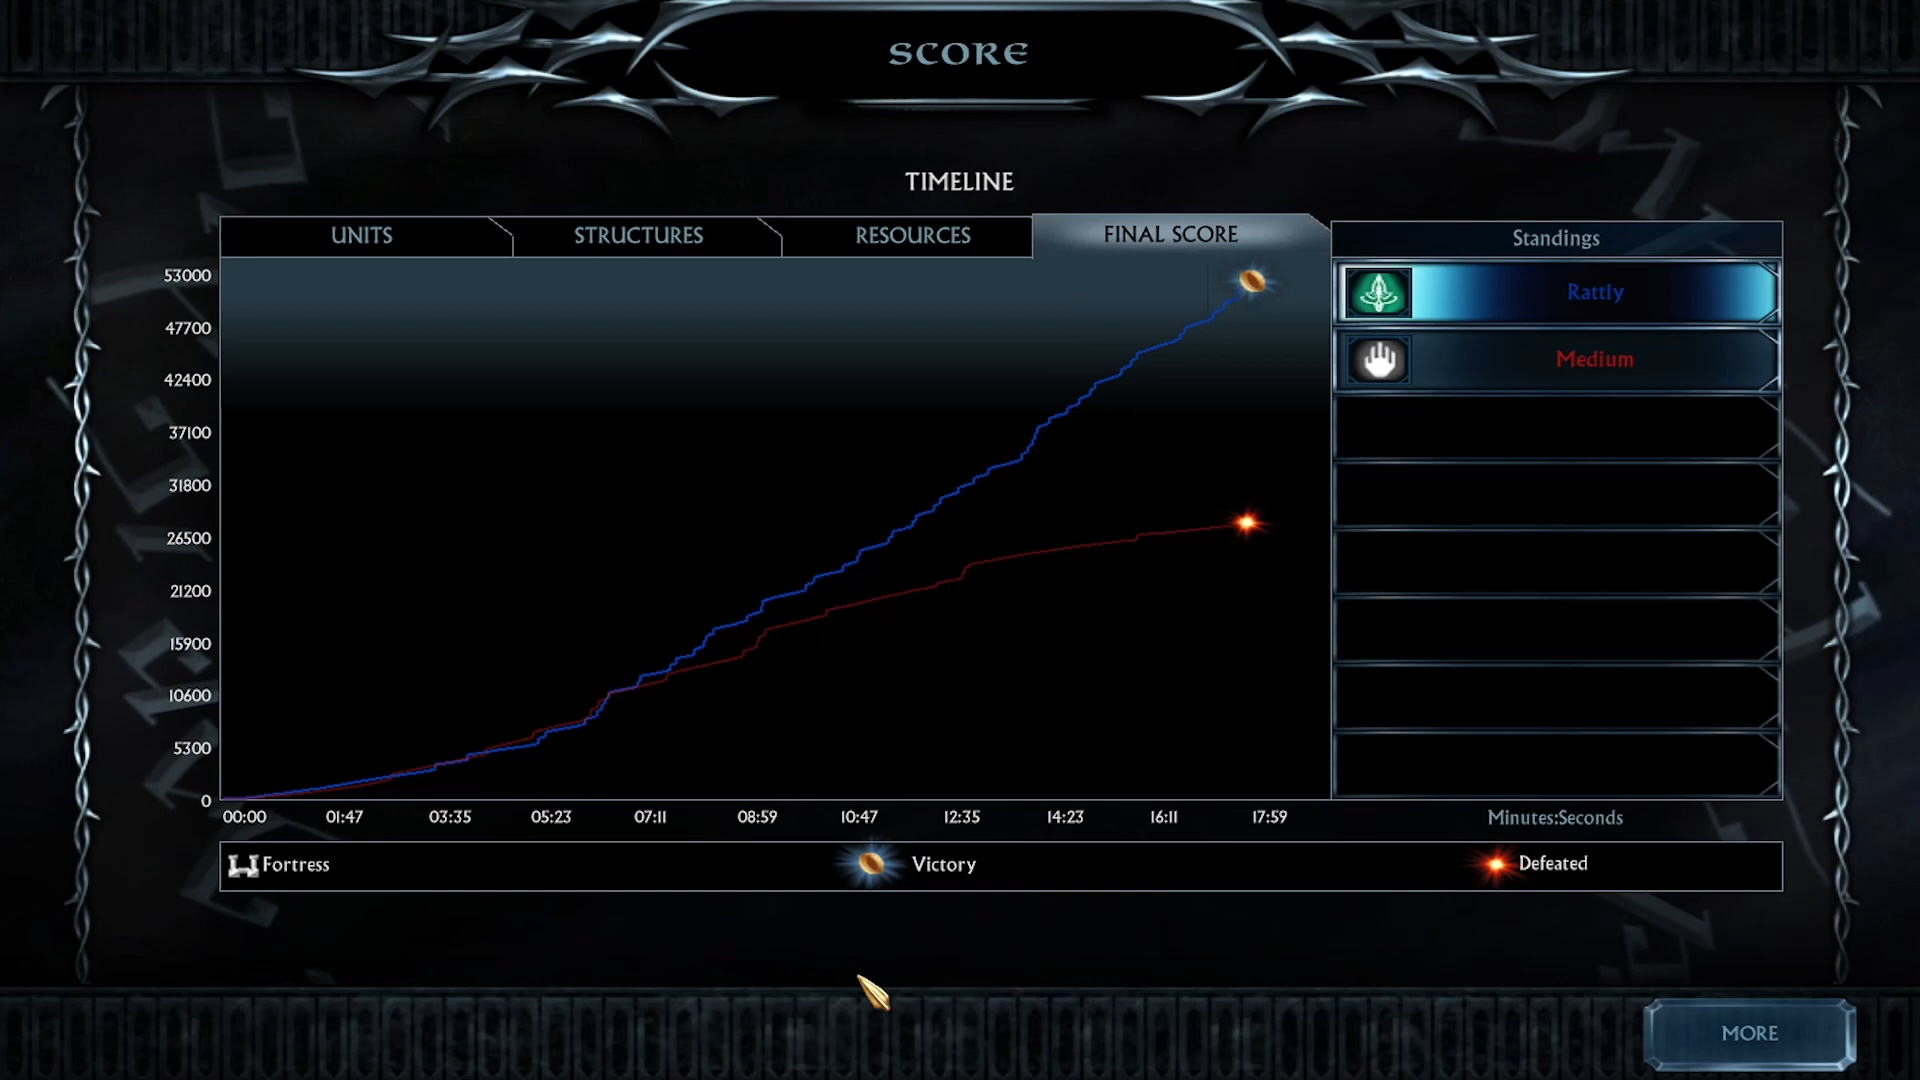 SCORE
TIMELINE
UNITS STRUCTURES RESOURCES FINAL SCORE Standings
53000
47700
42400
37100
31800
26500
21200
15900
10600
5300
0
Rattly
Medium
00:00 01:47 03:35 05:23 07:11 08:59 10:47 12:35 14:23 16:11 17:59 Minutes:Seconds
Fortress Victory Defeated
MORE